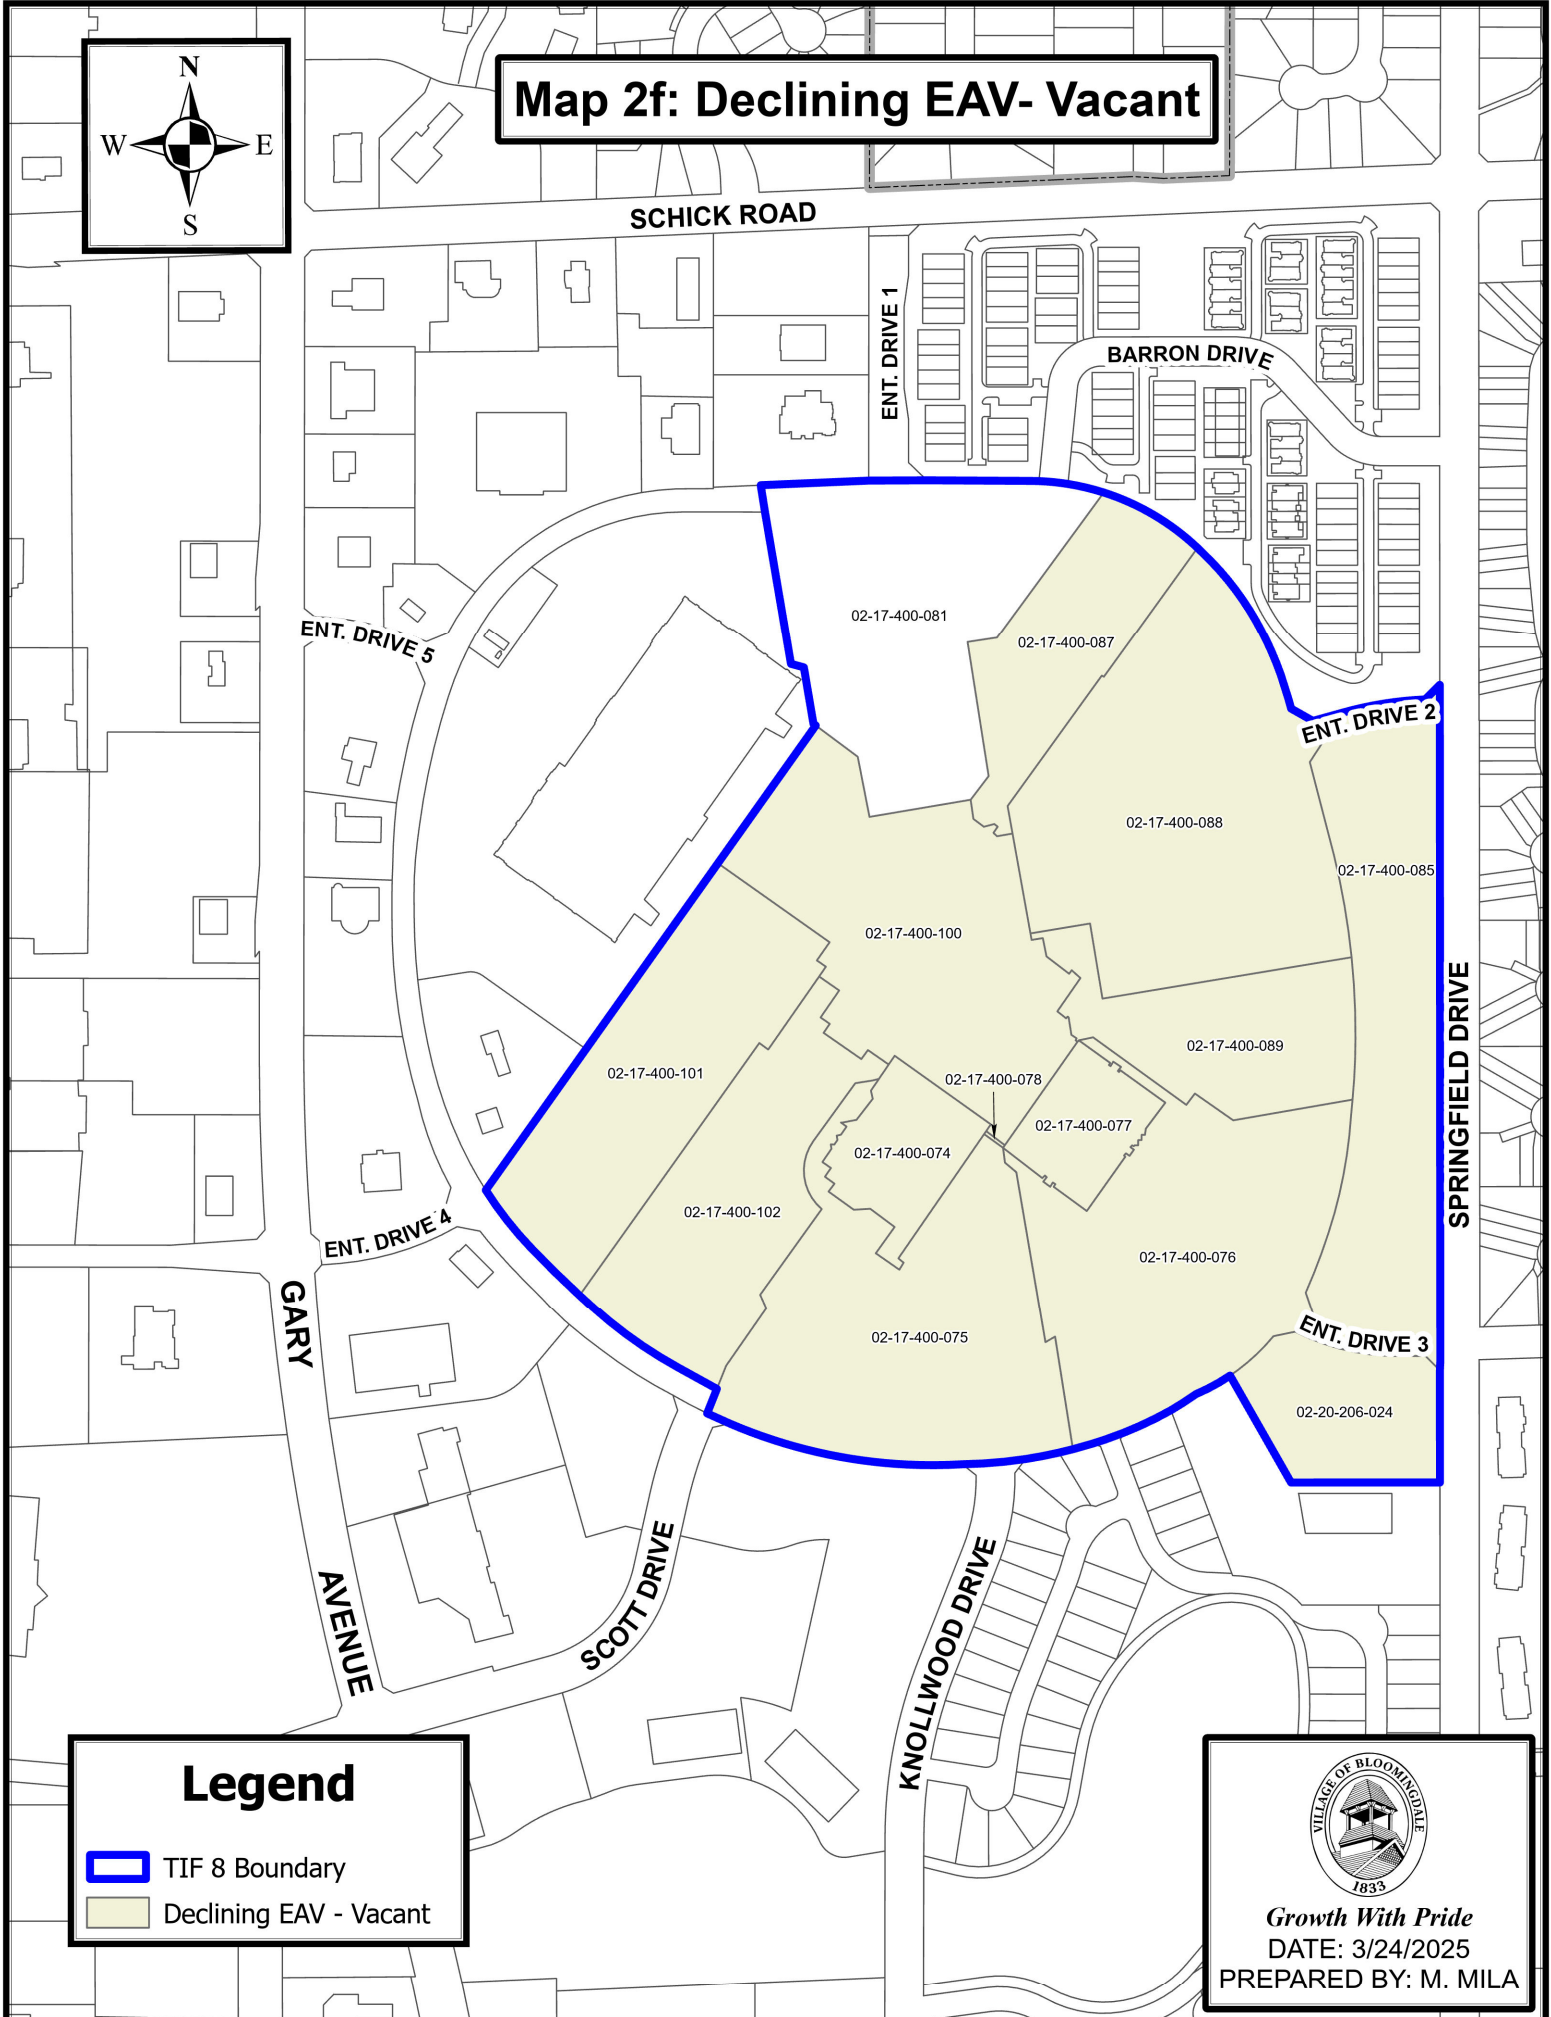 N
W E
S
Map 2f: Declining EAV- Vacant
SCHICK ROAD
ENT. DRIVE 1
BARRON DRIVE
02-17-400-081
02-17-400-087
ENT. DRIVE 5
ENT. DRIVE 2
02-17-400-088
02-17-400-085
02-17-400-100
SPRINGFIELD DRIVE
02-17-400-089
02-17-400-101
02-17-400-078
02-17-400-077
02-17-400-074
02-17-400-102
ENT. DRIVE 4
02-17-400-076
GARY
AVENUE
02-17-400-075
ENT. DRIVE 3
02-20-206-024
SCOTT DRIVE
KNOLLWOOD DRIVE
Legend
TIF 8 Boundary
Declining EAV - Vacant
VILLAGE OF BLOOMINGDALE
1833
Growth With Pride
DATE: 3/24/2025
PREPARED BY: M. MILA